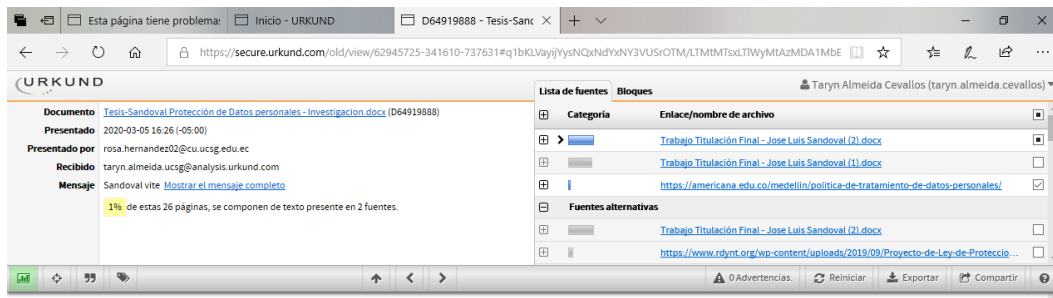 Esta página tiene problema:
Inicio - URKUND
D64919888 - Tesis-Sand
https://secure.urkund.com/old/view/62945725-341610-737631#q1bKLVayijYysNQxNdYxNY3VUSrOTM/LTMtMTsxLTlWyMtAzMDA1MbE
URKUND
Lista de fuentes Bloques
Taryn Almeida Cevallos (taryn.almeida.cevallos)
Documento Tesis-Sandoval Protección de Datos personales - Investigacion.docx (D64919888)
Presentado 2020-03-05 16:26 (-05:00)
Presentado por rosa.hernandez02@cu.ucsg.edu.ec
Recibido taryn.almeida.ucsg@analysis.urkund.com
Mensaje Sandoval vite Mostrar el mensaje completo
1% de estas 26 páginas, se componen de texto presente en 2 fuentes.
Categoría Enlace/nombre de archivo
Trabajo Titulación Final - Jose Luis Sandoval (2).docx
Trabajo Titulación Final - Jose Luis Sandoval (1).docx
https://americana.edu.co/medellin/politica-de-tratamiento-de-datos-personales/
Fuentes alternativas
Trabajo Titulación Final - Jose Luis Sandoval (2).docx
https://www.rdynt.org/wp-content/uploads/2019/09/Proyecto-de-Ley-de-Proteccio...
0 Advertencias.
Reiniciar
Exportar
Compartir